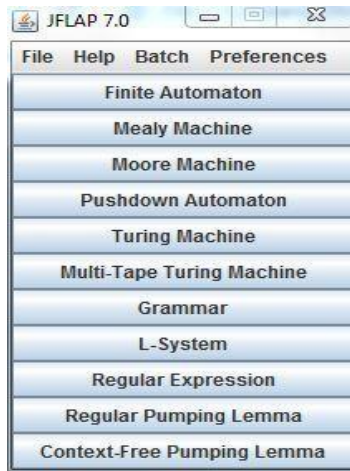 JFLAP 7.0
File Help Batch Preferences
Finite Automaton
Mealy Machine
Moore Machine
Pushdown Automaton
Turing Machine
Multi-Tape Turing Machine
Grammar
L-System
Regular Expression
Regular Pumping Lemma
Context-Free Pumping Lemma